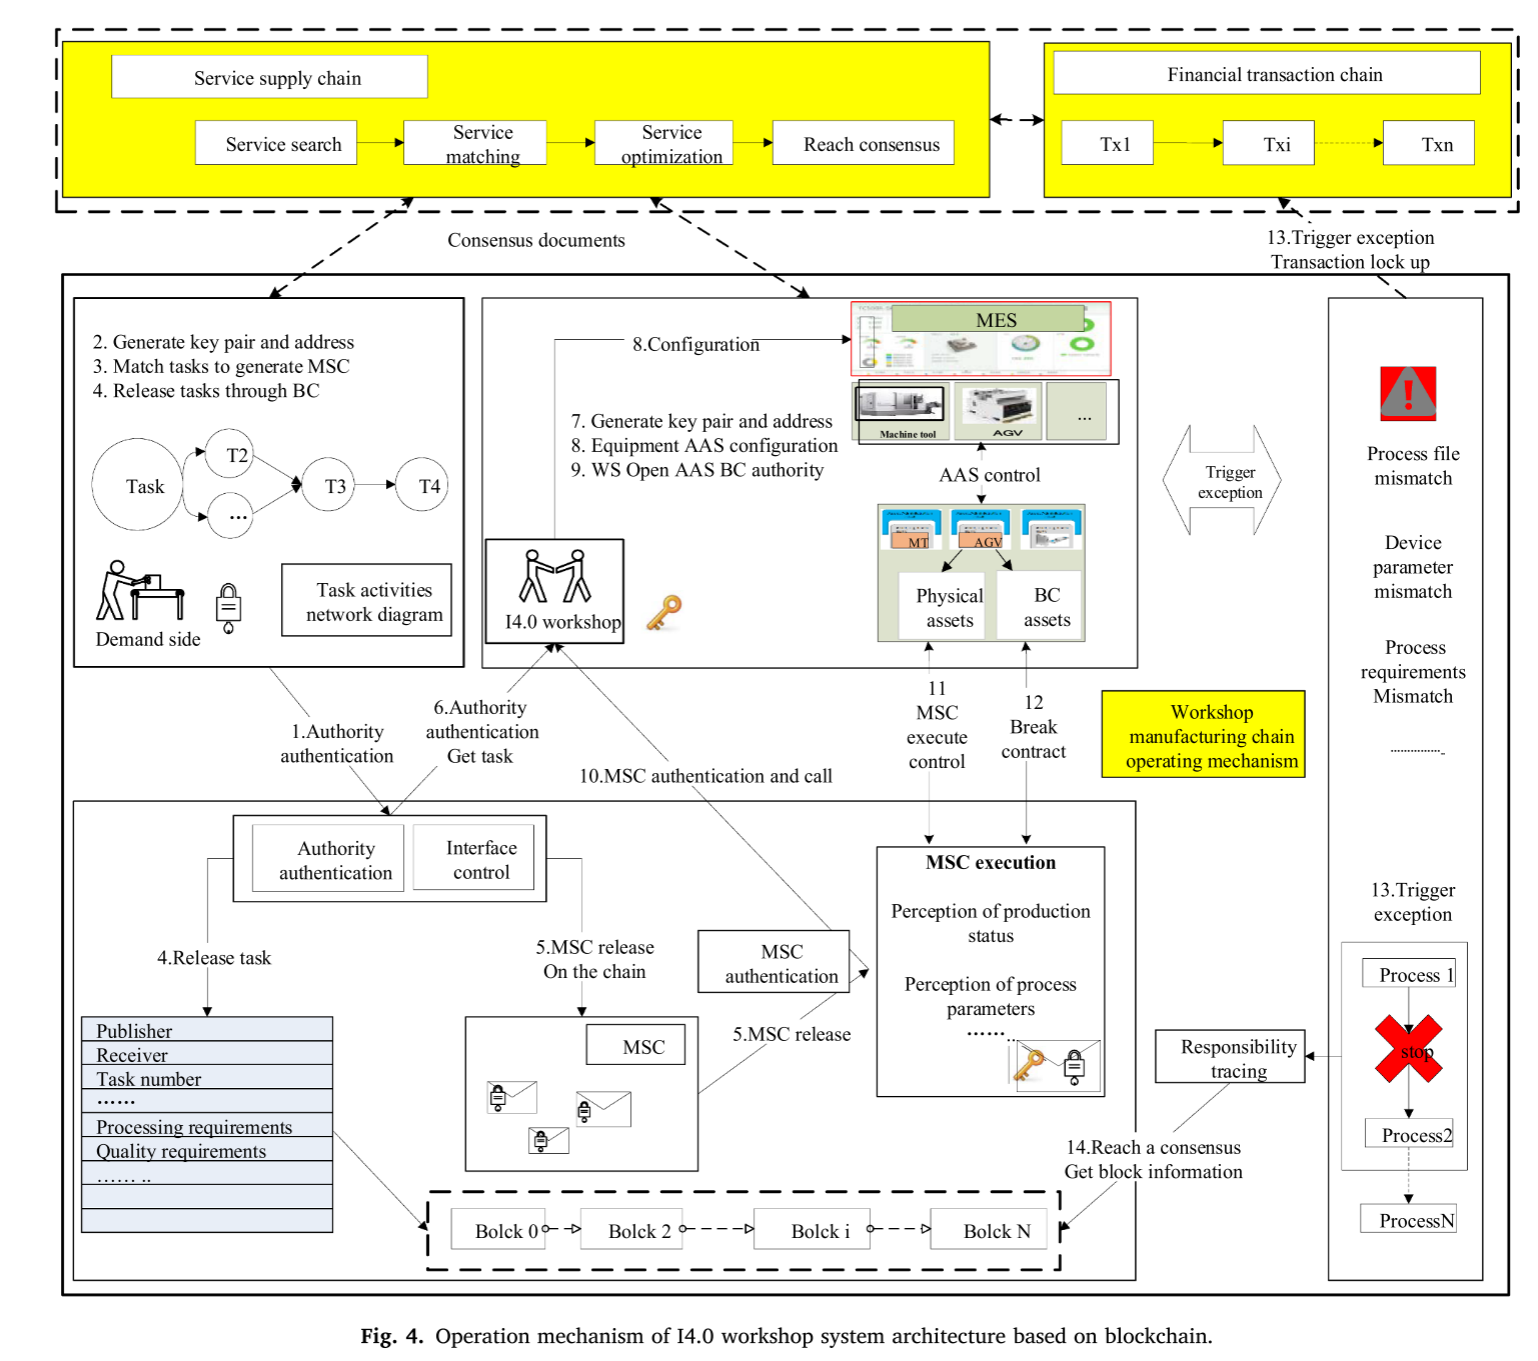 Service supply chain
Service search
Service
matching
Service
optimization
Reach consensus
Financial transaction chain
Tx1
Txi
Txn
Consensus documents
13.Trigger exception
Transaction lock up
2. Generate key pair and address
3. Match tasks to generate MSC
4. Release tasks through BC
Task
T2
...
T3
T4
Demand side
Task activities
network diagram
8.Configuration
MES
Machine tool
AGV
...
7. Generate key pair and address
8. Equipment AAS configuration
9. WS Open AAS BC authority
AAS control
MT
AGV
Physical
assets
BC
assets
I4.0 workshop
Trigger
exception
Process file
mismatch
Device
parameter
mismatch
Process
requirements
Mismatch
................
1.Authority
authentication
6.Authority
authentication
Get task
10.MSC authentication and call
11
MSC
execute
control
12
Break
contract
Workshop
manufacturing chain
operating mechanism
Authority
authentication
Interface
control
4.Release task
5.MSC release
On the chain
MSC
authentication
5.MSC release
MSC execution
Perception of production
status
Perception of process
parameters
......
13.Trigger
exception
Process 1
stop
Process2
ProcessN
Responsibility
tracing
14.Reach a consensus
Get block information
Publisher
Receiver
Task number
......
Processing requirements
Quality requirements
...... ..
MSC
Bolck 0
Bolck 2
Bolck i
Bolck N
Fig. 4. Operation mechanism of I4.0 workshop system architecture based on blockchain.